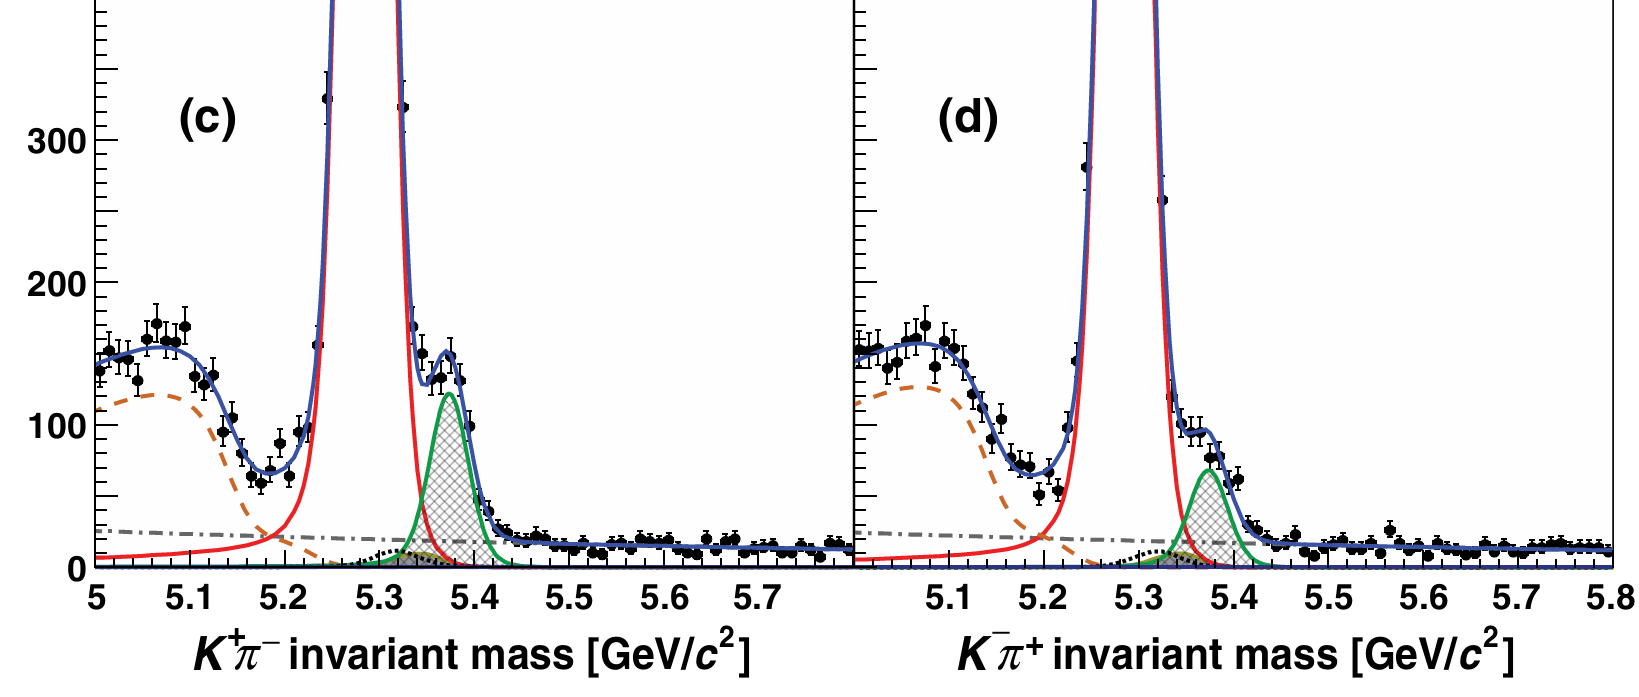 (c) (d)
300
200
100
0
5 5.1 5.2 5.3 5.4 5.5 5.6 5.7 5.1 5.2 5.3 5.4 5.5 5.6 5.7 5.8
K⁺π⁻ invariant mass [GeV/c²] K⁻π⁺ invariant mass [GeV/c²]